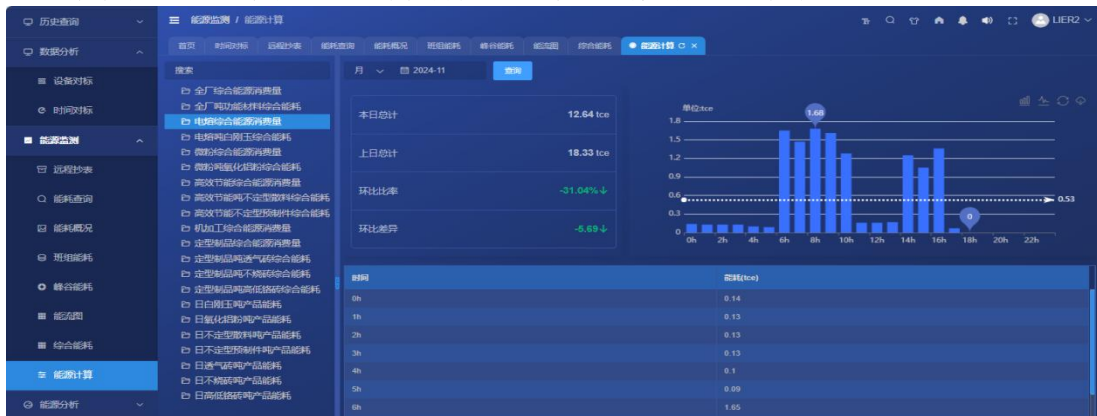 历史查询
数据分析
设备对标
时间对标
能源监测
远程抄表
能耗查询
能耗概况
班组能耗
峰谷能耗
能流图
综合能耗
能源计算
能源分析
能源监测 / 能源计算
LIER2
首页 时间对标 远程抄表 能耗查询 能耗概况 班组能耗 峰谷能耗 能流图 综合能耗 能源计算
搜索
全厂综合能源消费量
全厂吨功能材料综合能耗
电熔综合能源消费量
电熔吨白刚玉综合能耗
微粉综合能源消费量
微粉吨氧化铝粉综合能耗
高效节能综合能源消费量
高效节能吨不定型散料综合能耗
高效节能不定型预制件吨综合能耗
机加工综合能源消费量
定型制品综合能源消费量
定型制品吨透气砖综合能耗
定型制品吨不烧砖综合能耗
定型制品吨高低铬砖综合能耗
日白刚玉吨产品能耗
日氧化铝粉吨产品能耗
日不定型散料吨产品能耗
日不定型预制件吨产品能耗
日透气砖吨产品能耗
日不烧砖吨产品能耗
日高低铬砖吨产品能耗
月 2024-11 查询
本日总计 12.64 tce
上日总计 18.33 tce
环比比率 -31.04%↓
环比差异 -5.69↓
单位:tce
1.8
1.5
1.2
0.9
0.6
0.3
0
1.68
0
0.53
0h 2h 4h 6h 8h 10h 12h 14h 16h 18h 20h 22h
时间 能耗(tce)
0h 0.14
1h 0.13
2h 0.13
3h 0.13
4h 0.1
5h 0.09
6h 1.65